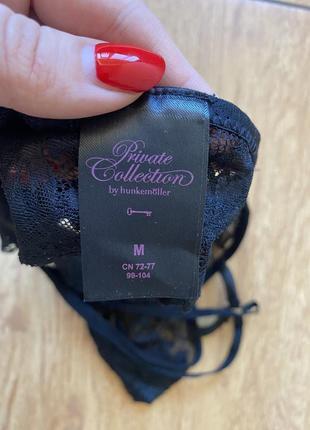 Private
Collection
by hunkemöller
M
CN 72-77
99-104